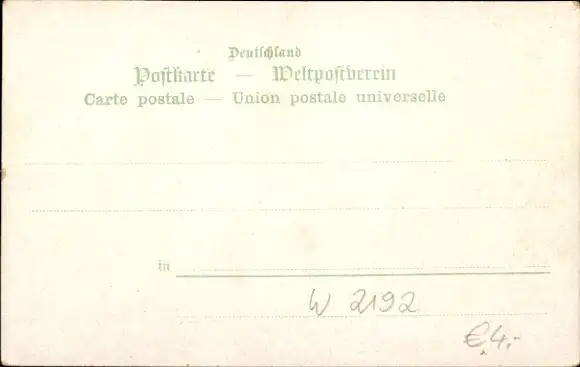 Deutschland
Postkarte — Weltpostverein
Carte postale — Union postale universelle
in
W 2192
€ 4.-